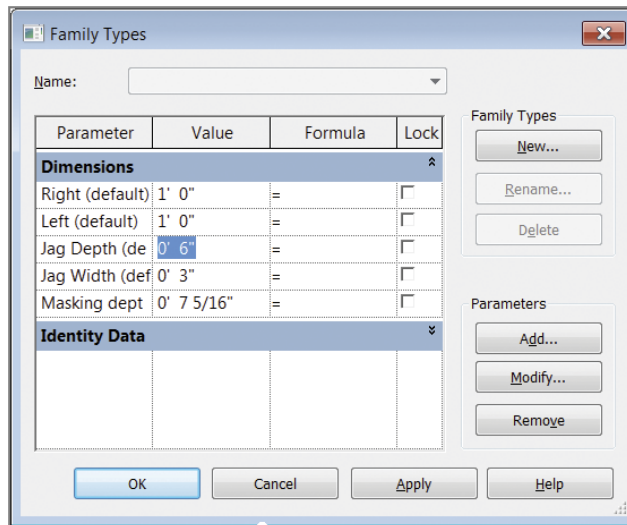 Family Types
Name:
Parameter Value Formula Lock
Dimensions
Right (default) 1' 0" =
Left (default) 1' 0" =
Jag Depth (de 0' 6" =
Jag Width (def 0' 3" =
Masking dept 0' 7 5/16" =
Identity Data
Family Types
New...
Rename...
Delete
Parameters
Add...
Modify...
Remove
OK Cancel Apply Help